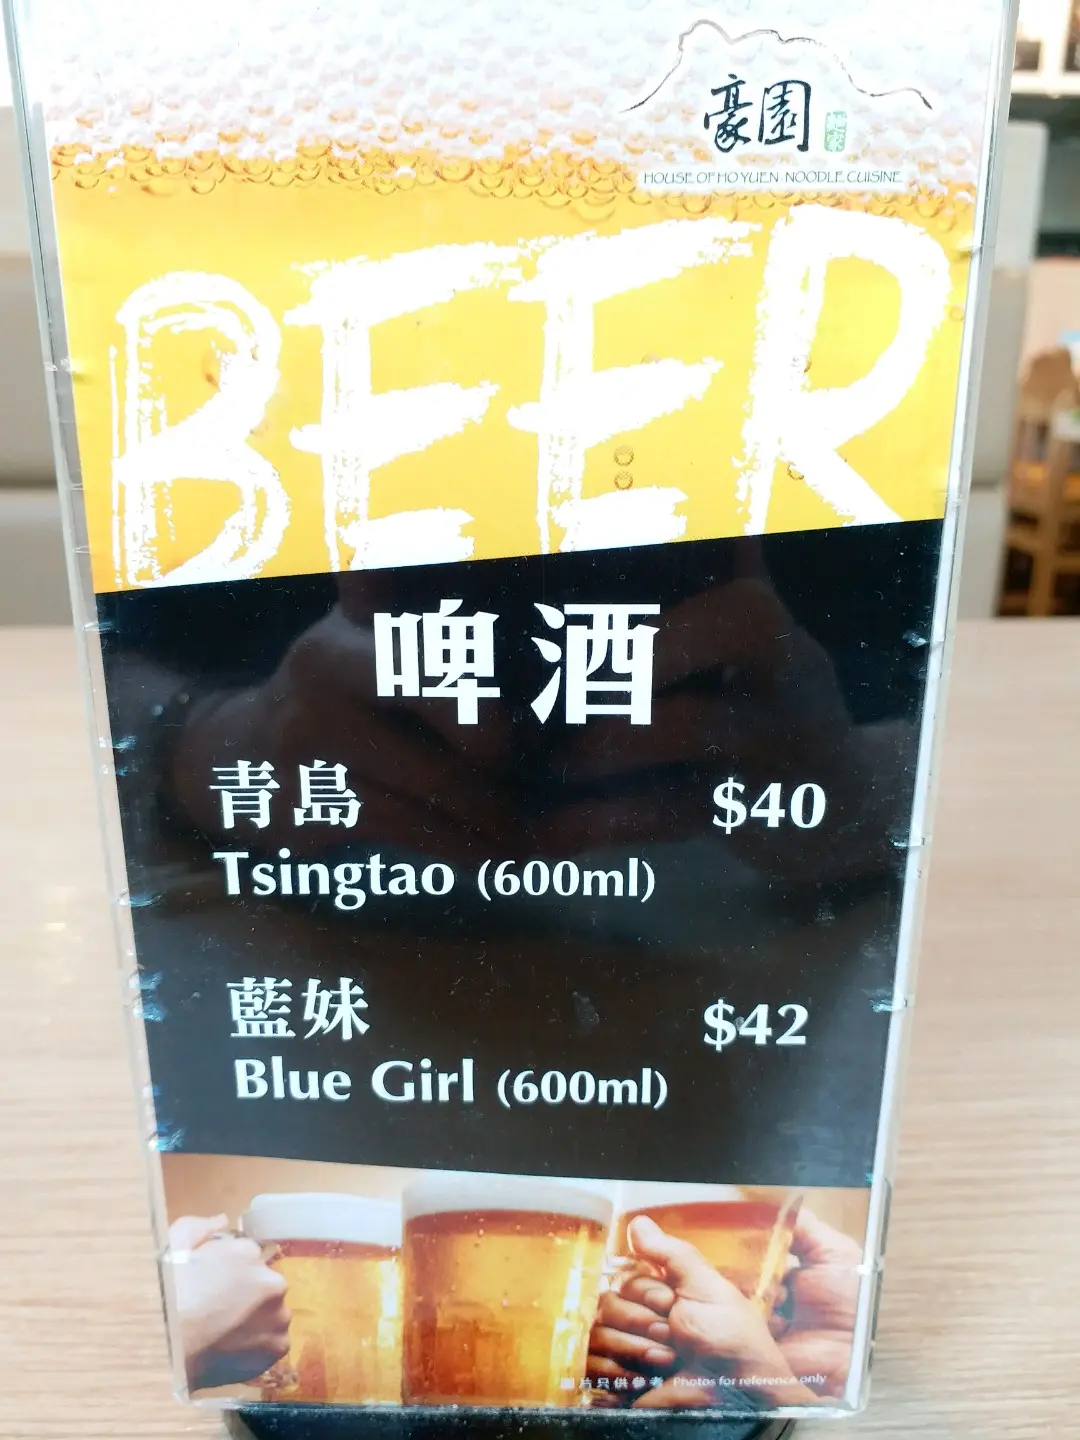 豪園
HOUSE OF HO YUEN NOODLE CUISINE
BEER
啤酒
青島 $40
Tsingtao (600ml)
藍妹 $42
Blue Girl (600ml)
圖片只供參考 Photos for reference only